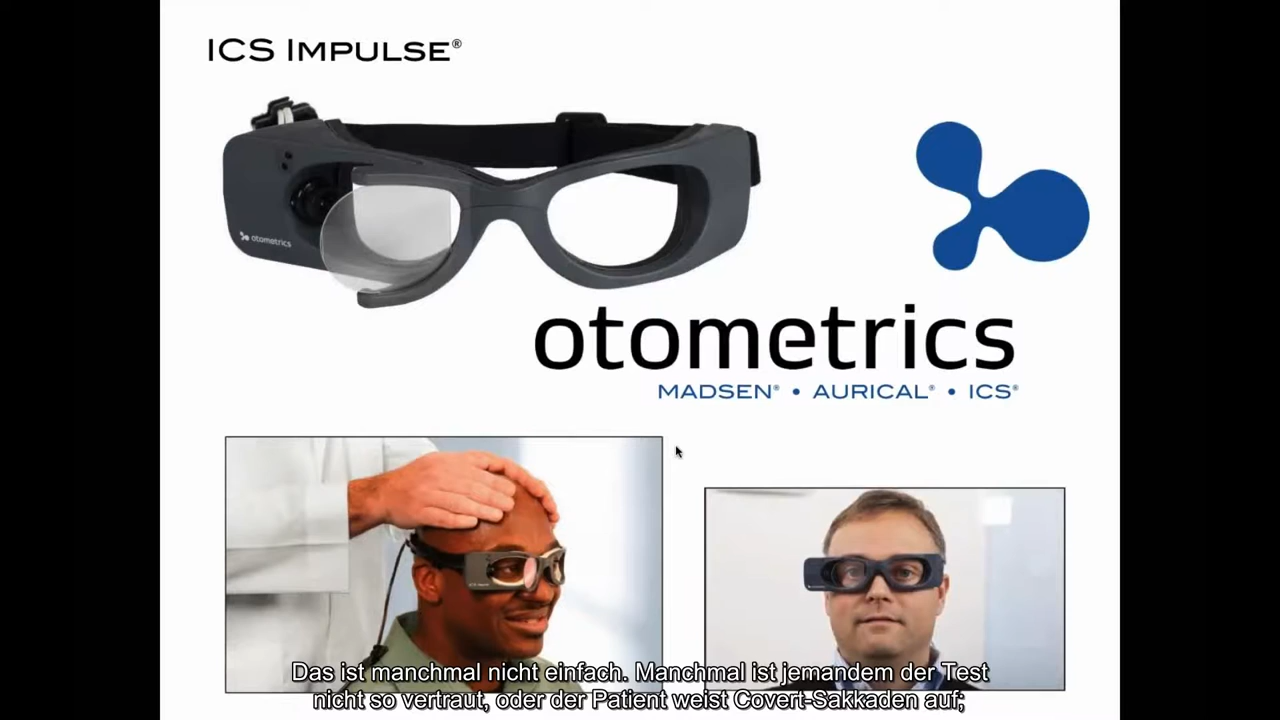 ICS IMPULSE®
otometrics
otometrics
MADSEN® • AURICAL® • ICS®
Das ist manchmal nicht einfach. Manchmal ist jemandem der Test
nicht so vertraut, oder der Patient weist Covert-Sakkaden auf;